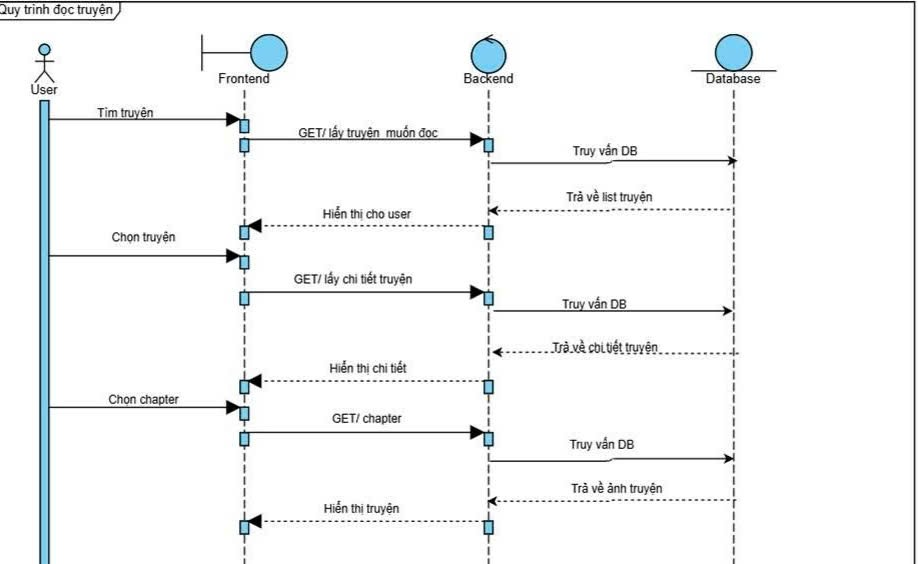 Quy trình đọc truyện
User
Frontend
Backend
Database
Tìm truyện
GET/ lấy truyện muốn đọc
Truy vấn DB
Trả về list truyện
Hiển thị cho user
Chọn truyện
GET/ lấy chi tiết truyện
Truy vấn DB
Trả về chi tiết truyện
Hiển thị chi tiết
Chọn chapter
GET/ chapter
Truy vấn DB
Trả về ảnh truyện
Hiển thị truyện